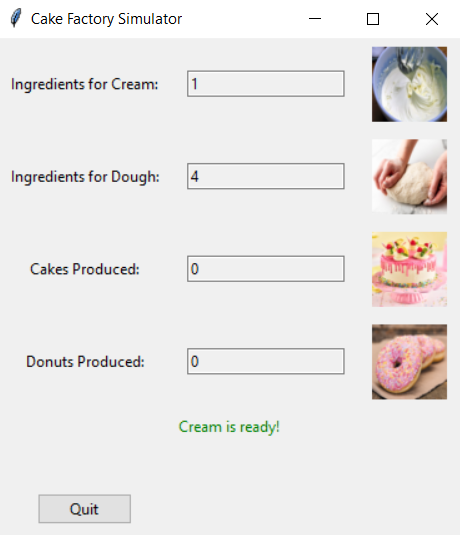 Cake Factory Simulator
Ingredients for Cream: 1
Ingredients for Dough: 4
Cakes Produced: 0
Donuts Produced: 0
Cream is ready!
Quit